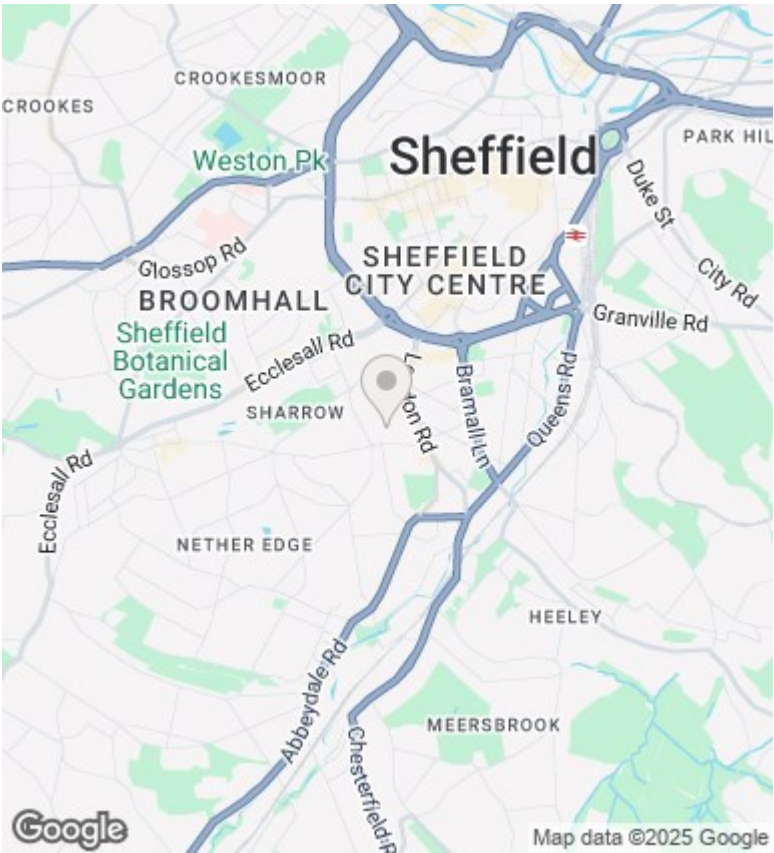 CROOKESMOOR
CROOKES
PARK HIL
Weston Pk
Sheffield
Duke St
Glossop Rd
SHEFFIELD
CITY CENTRE
City Rd
BROOMHALL
Granville Rd
Sheffield
Botanical
Gardens
Ecclesall Rd
Bramall Ln
Queens Rd
SHARROW
L
don Rd
Ecclesall Rd
NETHER EDGE
HEELEY
Abbeydale Rd
MEERSBROOK
Chesterfield R
Google
Map data ©2025 Google